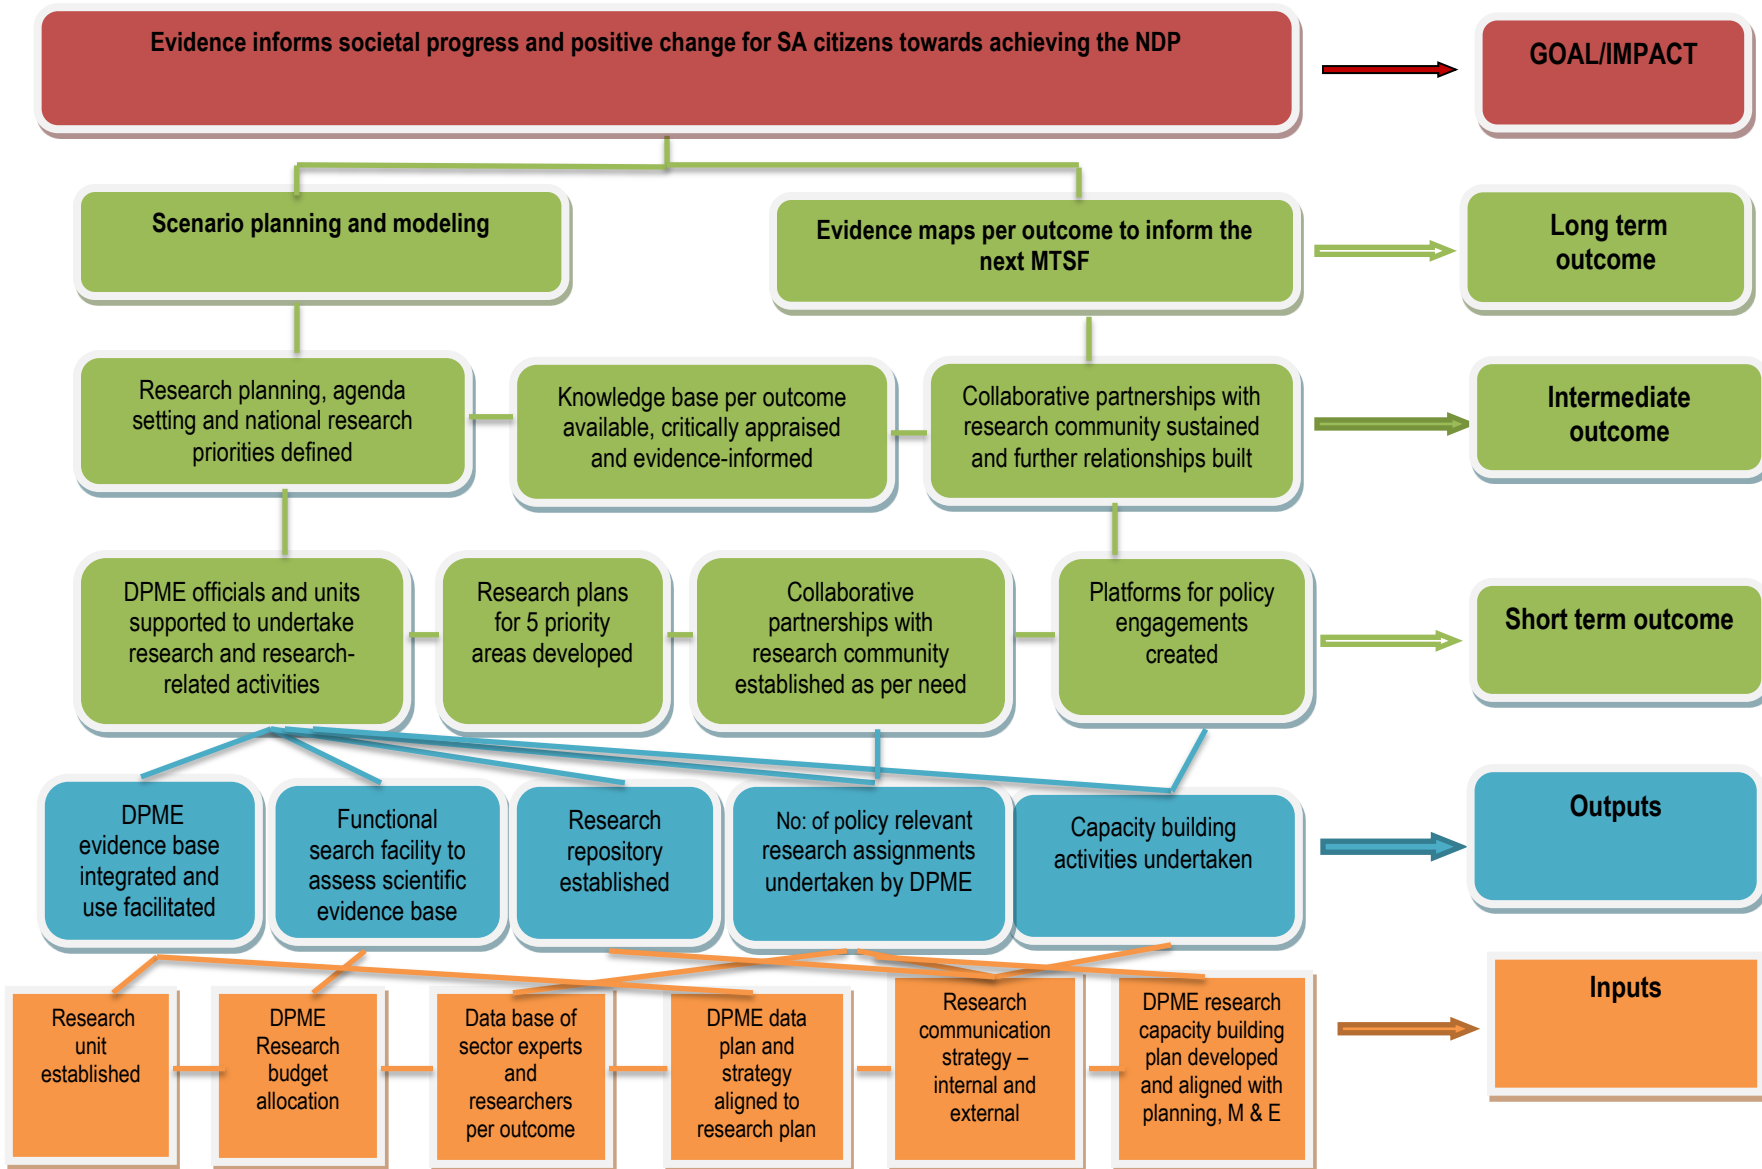 Evidence informs societal progress and positive change for SA citizens towards achieving the NDP
GOAL/IMPACT
Scenario planning and modeling
Evidence maps per outcome to inform the
next MTSF
Long term
outcome
Research planning, agenda
setting and national research
priorities defined
Knowledge base per outcome
available, critically appraised
and evidence-informed
Collaborative partnerships with
research community sustained
and further relationships built
Intermediate
outcome
DPME officials and units
supported to undertake
research and research-
related activities
Research plans
for 5 priority
areas developed
Collaborative
partnerships with
research community
established as per need
Platforms for policy
engagements
created
Short term outcome
DPME
evidence base
integrated and
use facilitated
Functional
search facility to
assess scientific
evidence base
Research
repository
established
No: of policy relevant
research assignments
undertaken by DPME
Capacity building
activities undertaken
Outputs
Research
unit
established
DPME
Research
budget
allocation
Data base of
sector experts
and
researchers
per outcome
DPME data
plan and
strategy
aligned to
research plan
Research
communication
strategy –
internal and
external
DPME research
capacity building
plan developed
and aligned with
planning, M & E
Inputs